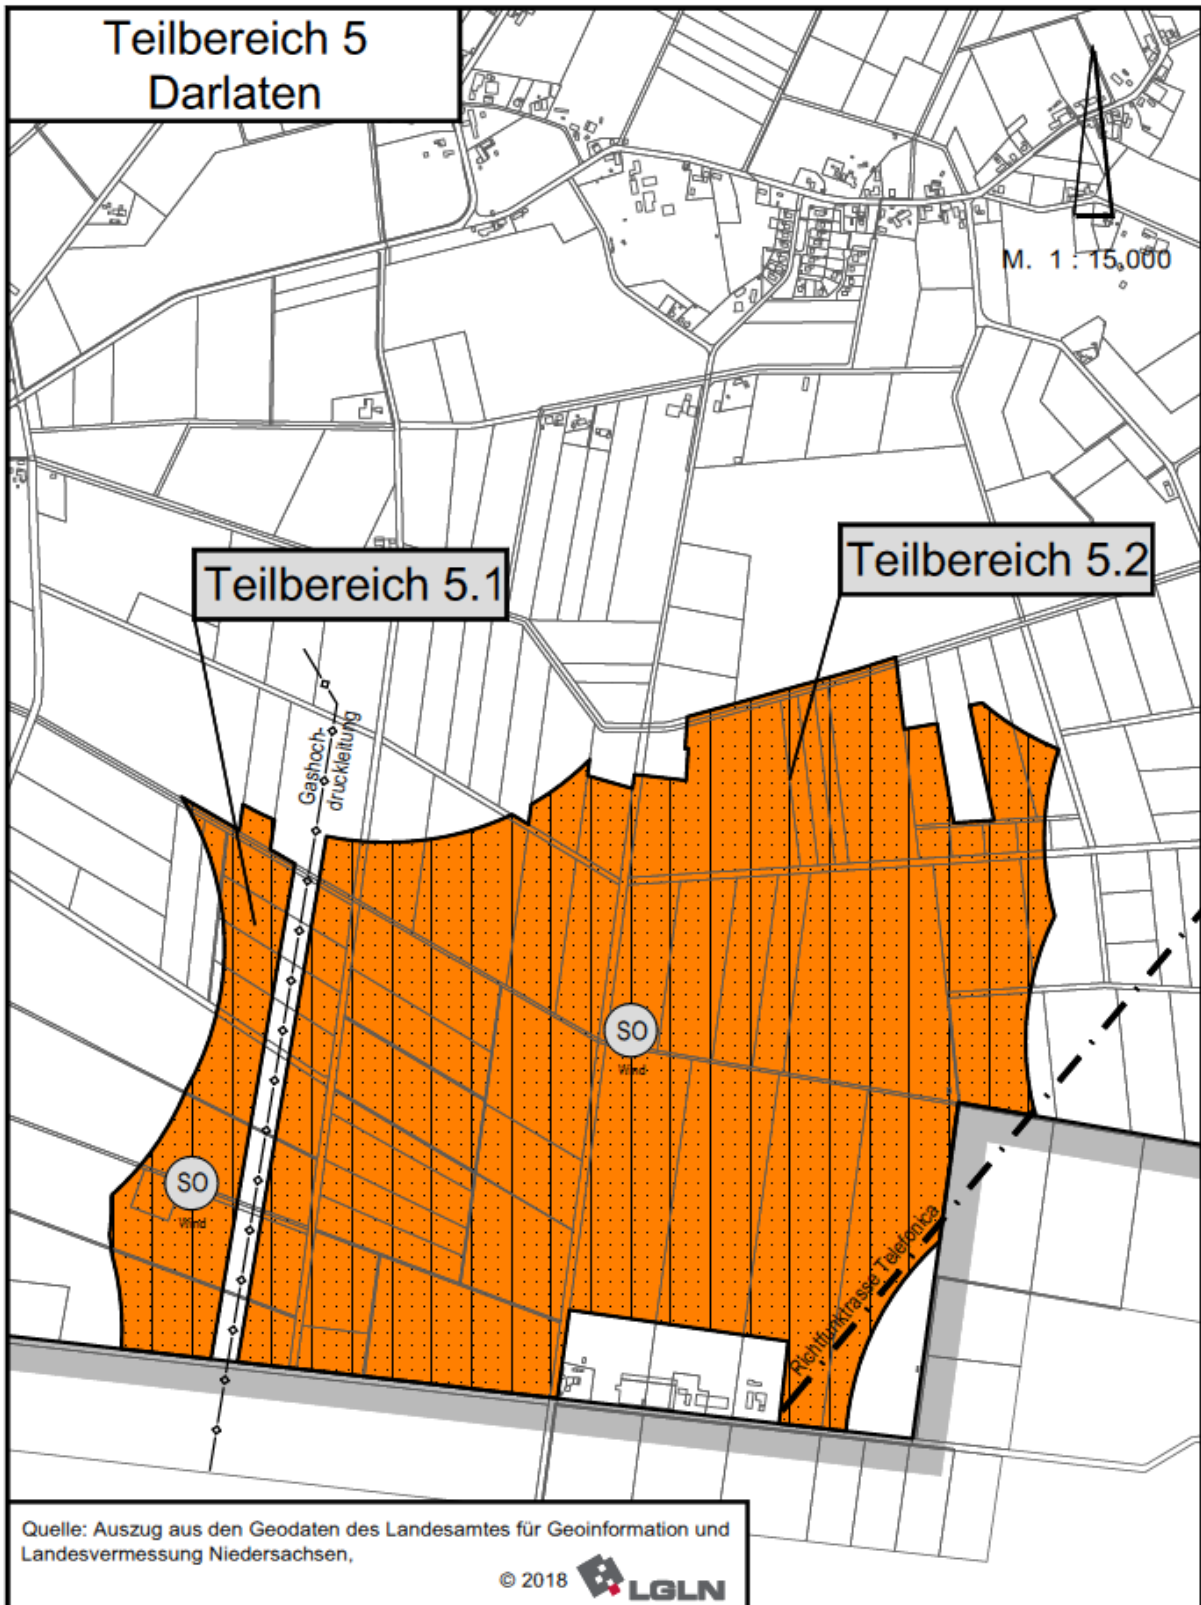 Teilbereich 5
Darlaten
M. 1 : 15.000
Teilbereich 5.1
Teilbereich 5.2
Gashoch-
druckleitung
SO
Wind
SO
Wind
Richtfunktrasse Telefonica
Quelle: Auszug aus den Geodaten des Landesamtes für Geoinformation und
Landesvermessung Niedersachsen,
© 2018 LGLN